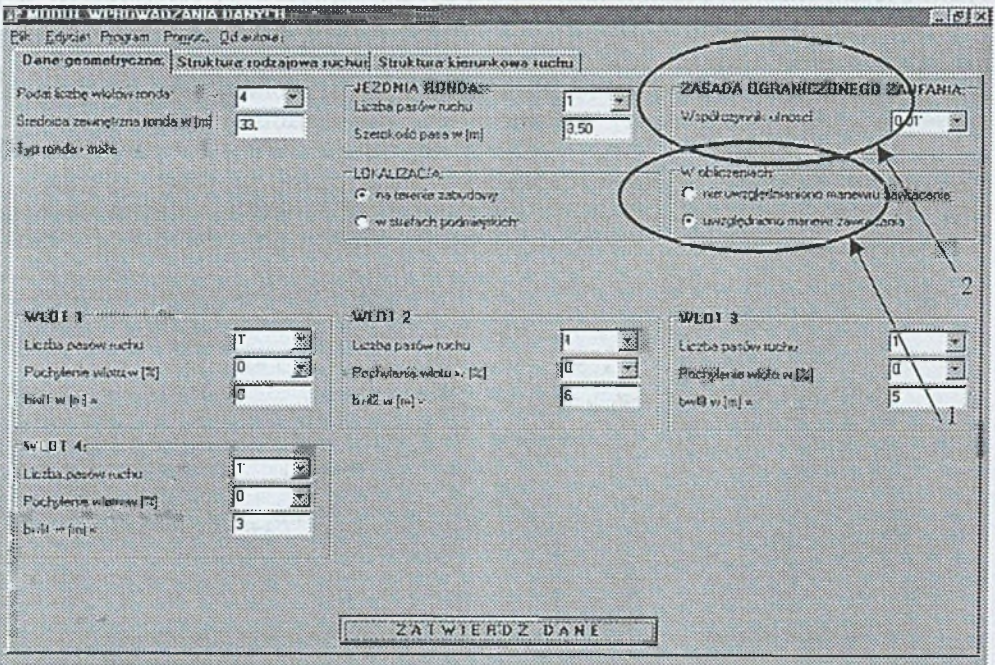 MODUŁ WPROWADZANIA DANYCH
Plik Edycja Program Pomoc Od autora
Dane geometryczne Struktura rodzajowa ruchu Struktura kierunkowa ruchu
Podaj liczbę wlotów ronda 4
Średnica zewnętrzna ronda w [m] 33.
Typ ronda - małe
JEZDNIA RONDA:
Liczba pasów ruchu 1
Szerokość pasa w [m] 3.50
ZASADA OGRANICZONEGO ZAUFANIA:
Współczynnik ufności 0,01
LOKALIZACJA:
na terenie zabudowy
w strefach podmiejskich
W obliczeniach:
nie uwzględniono manewru zawracania
uwzględniono manewr zawracania
2
WLOT 1
Liczba pasów ruchu 1
Pochylenie wlotu w [%] 0
bwl1 w [m] = 6
WLOT 2
Liczba pasów ruchu 1
Pochylenie wlotu w [%] 0
bwl2 w [m] = 6
WLOT 3
Liczba pasów ruchu 1
Pochylenie wlotu w [%] 0
bwl3 w [m] = 5
1
WLOT 4:
Liczba pasów ruchu 1
Pochylenie wlotu w [%] 0
bwl4 w [m] = 3
ZATWIERDZ DANE